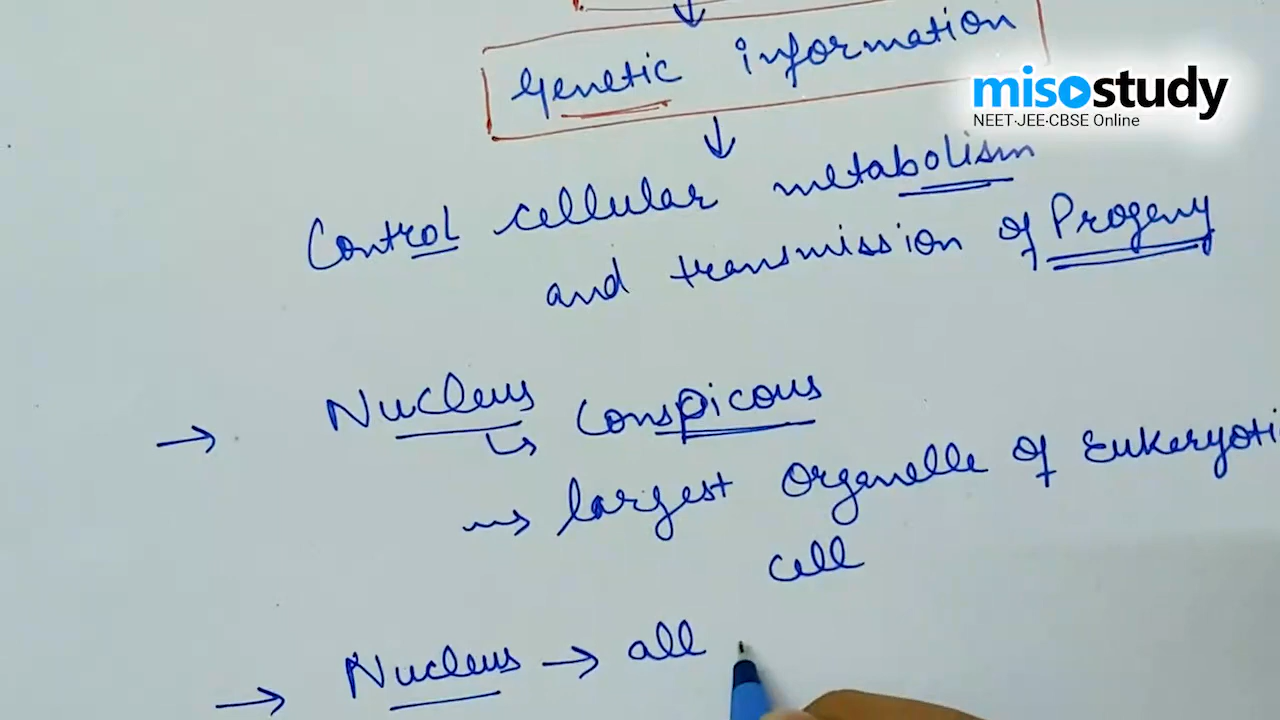 Genetic information
misostudy
NEET-JEE-CBSE Online
Control cellular metabolism
and transmission of Progeny
Nucleus
Conspicous
largest Organelle of Eukeryoti
cell
Nucleus → all